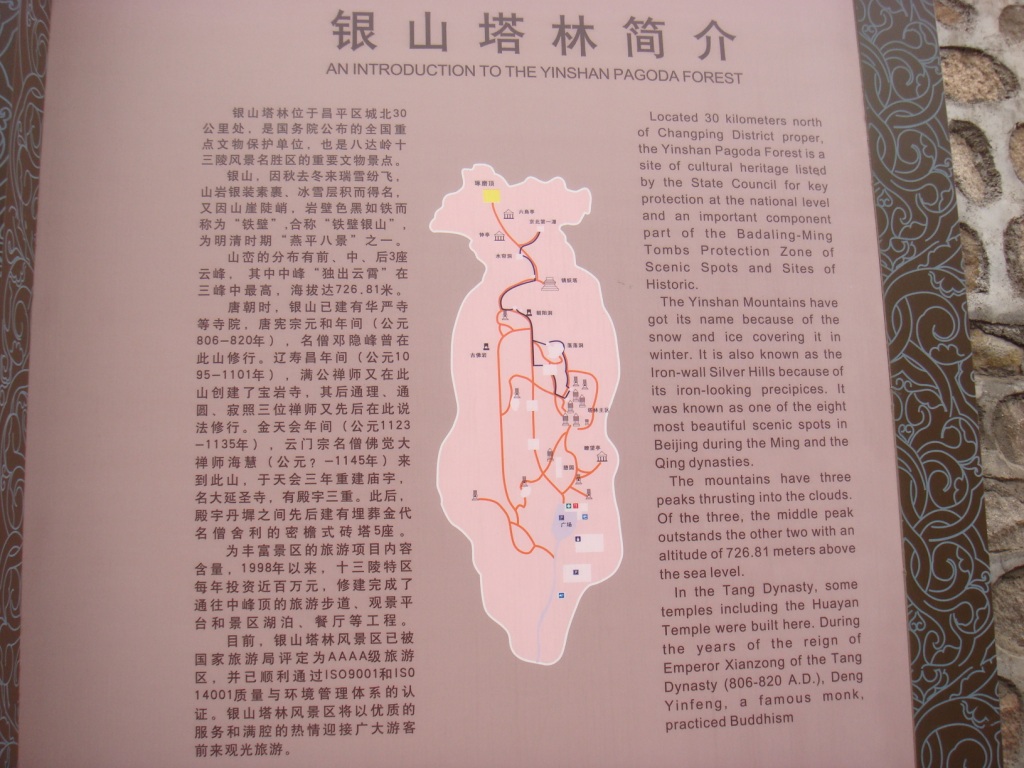 银山塔林简介
AN INTRODUCTION TO THE YINSHAN PAGODA FOREST
银山塔林位于昌平区城北30
公里处，是国务院公布的全国重
点文物保护单位，也是八达岭十
三陵风景名胜区的重要文物景点。
银山，因秋去冬来瑞雪纷飞，
山岩银装素裹、冰雪层积而得名，
又因山崖陡峭，岩壁色黑如铁而
称为“铁壁”，合称“铁壁银山”，
为明清时期“燕平八景”之一。
山峦的分布有前、中、后3座
云峰，其中中峰“独出云霄”在
三峰中最高，海拔达726.81米。
唐朝时，银山已建有华严寺
等寺院，唐宪宗元和年间（公元
806—820年），名僧邓隐峰曾在
此山修行。辽寿昌年间（公元10
95—1101年），满公禅师又在此
山创建了宝岩寺、其后通理、通
圆、寂照三位禅师又先后在此说
法修行。金天会年间（公元1123
—1135年），云门宗名僧佛觉大
禅师海慧（公元？—1145年）来
到此山，于天会三年重建庙宇，
名大延圣寺，有殿宇三重。此后，
殿宇丹墀之间先后建有埋葬金代
名僧舍利的密檐式砖塔5座。
为丰富景区的旅游项目内容
含量，1998年以来，十三陵特区
每年投资近百万元，修建完成了
通往中峰顶的旅游步道、观景平
台和景区湖泊、餐厅等工程。
目前，银山塔林风景区已被
国家旅游局评定为AAAA级旅游
区，并已顺利通过ISO9001和ISO
14001质量与环境管理体系的认
证。银山塔林风景区将以优质的
服务和满腔的热情迎接广大游客
前来观光旅游。
六角亭
钟亭
朝阳洞
古佛岩
瞭望亭
广场
P
Located 30 kilometers north
of Changping District proper,
the Yinshan Pagoda Forest is a
site of cultural heritage listed
by the State Council for key
protection at the national level
and an important component
part of the Badaling-Ming
Tombs Protection Zone of
Scenic Spots and Sites of
Historic.
The Yinshan Mountains have
got its name because of the
snow and ice covering it in
winter. It is also known as the
Iron-wall Silver Hills because of
its iron-looking precipices. It
was known as one of the eight
most beautiful scenic spots in
Beijing during the Ming and the
Qing dynasties.
The mountains have three
peaks thrusting into the clouds.
Of the three, the middle peak
outstands the other two with an
altitude of 726.81 meters above
the sea level.
In the Tang Dynasty, some
temples including the Huayan
Temple were built here. During
the years of the reign of
Emperor Xianzong of the Tang
Dynasty (806-820 A.D.), Deng
Yinfeng, a famous monk,
practiced Buddhism